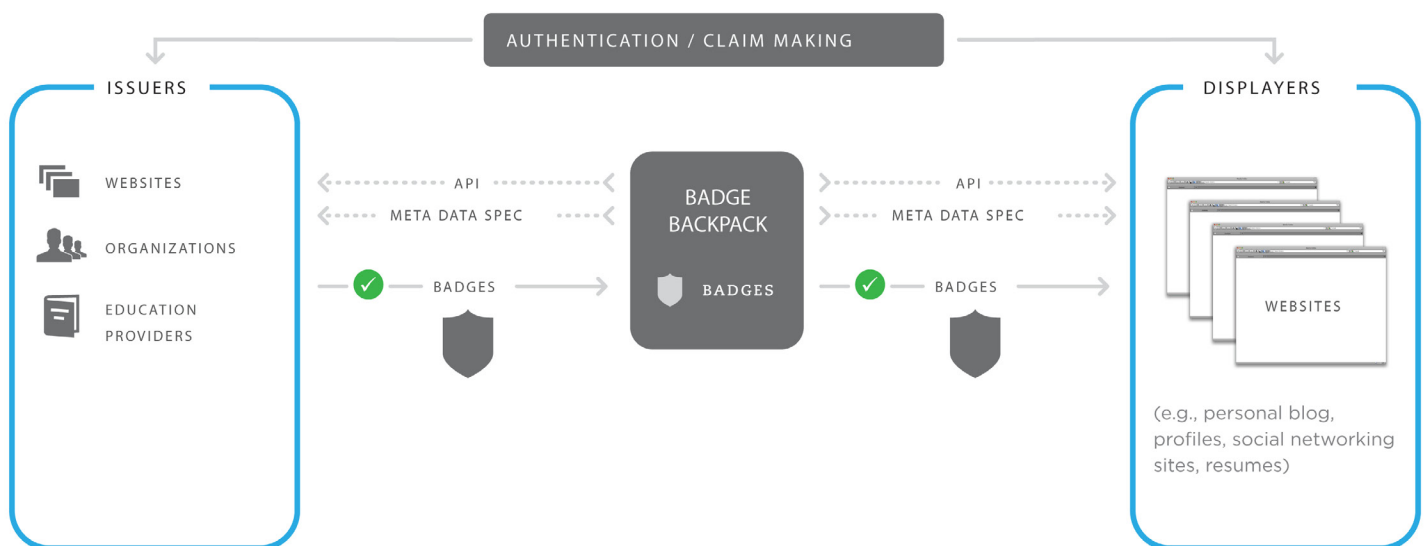 AUTHENTICATION / CLAIM MAKING
ISSUERS
WEBSITES
ORGANIZATIONS
EDUCATION
PROVIDERS
API
META DATA SPEC
BADGES
BADGE
BACKPACK
BADGES
API
META DATA SPEC
BADGES
DISPLAYERS
WEBSITES
(e.g., personal blog,
profiles, social networking
sites, resumes)